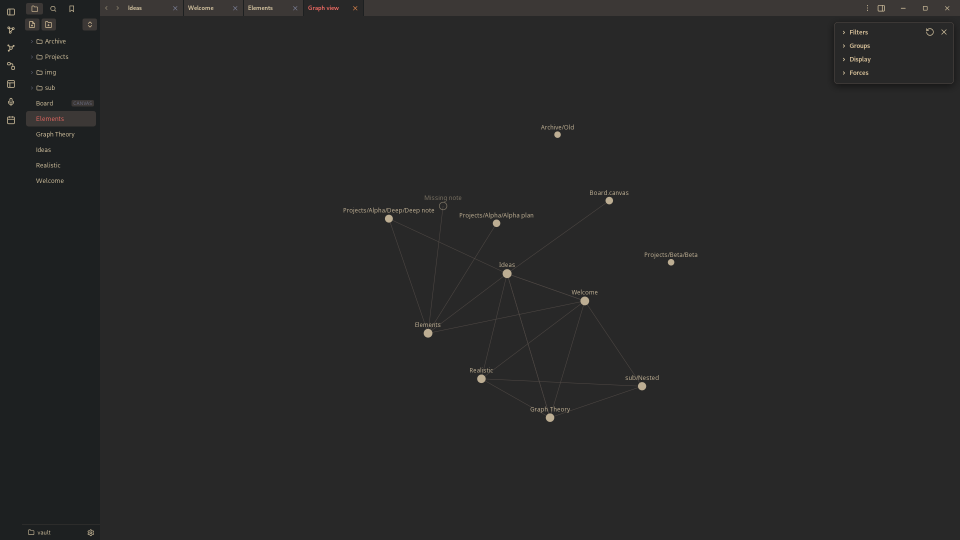 Ideas
Welcome
Elements
Graph view
Archive
Projects
img
sub
Board CANVAS
Elements
Graph Theory
Ideas
Realistic
Welcome
vault
Filters
Groups
Display
Forces
Archive/Old
Board.canvas
Missing note
Projects/Alpha/Deep/Deep note
Projects/Alpha/Alpha plan
Projects/Beta/Beta
Ideas
Welcome
Elements
Realistic
sub/Nested
Graph Theory